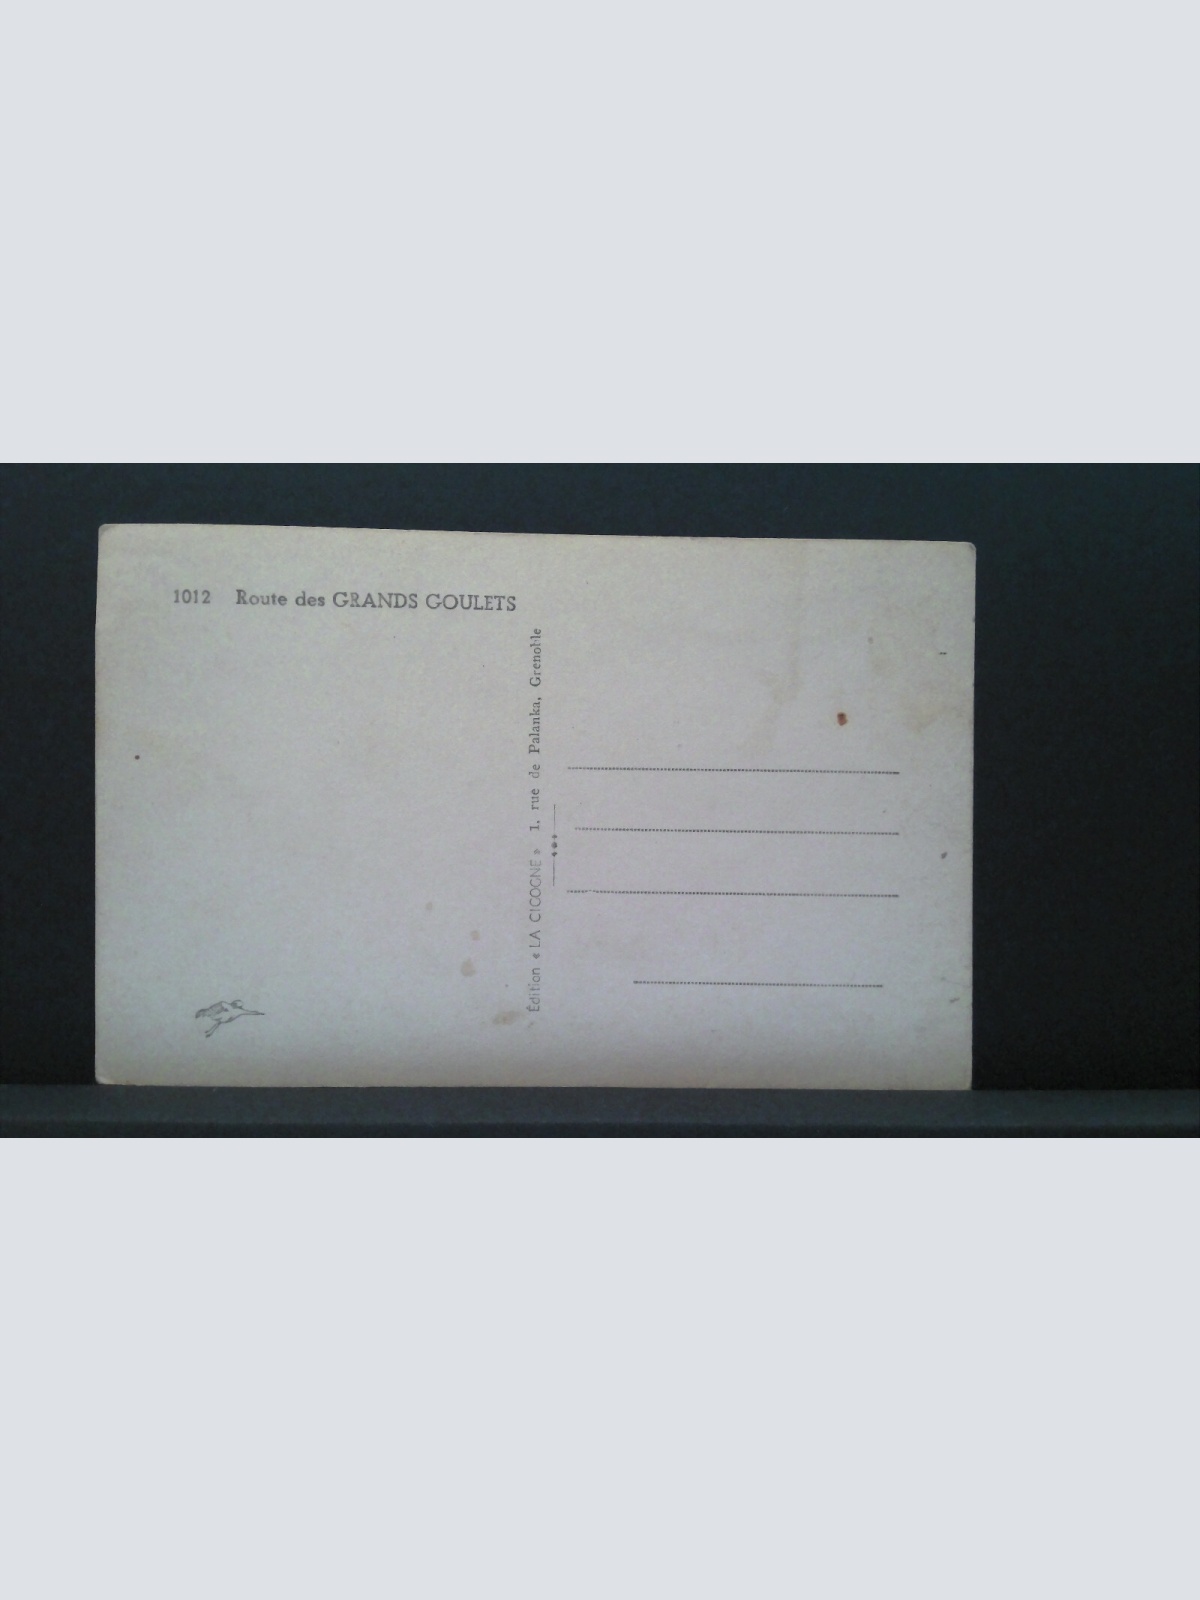 1012 Route des GRANDS GOULETS
Édition « LA CICOGNE » 1, rue de Palanka, Grenoble